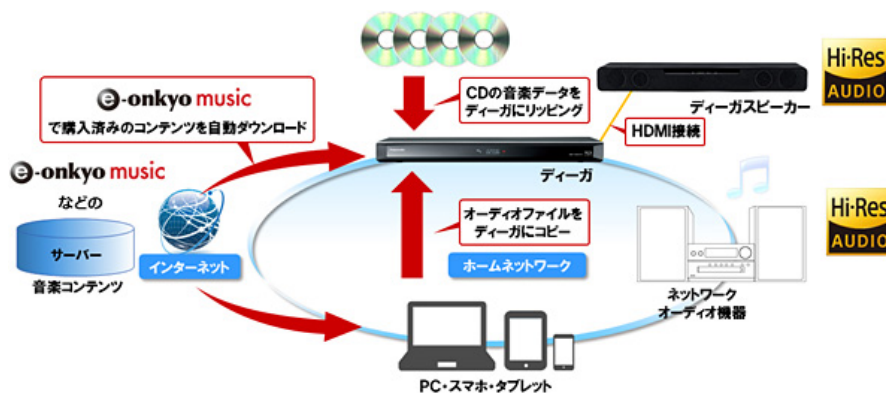 CDの音楽データを
ディーガにリッピング
e-onkyo music
で購入済みのコンテンツを自動ダウンロード
Hi-Res
AUDIO
ディーガスピーカー
HDMI接続
ディーガ
e-onkyo music
などの
サーバー
音楽コンテンツ
インターネット
オーディオファイルを
ディーガにコピー
ホームネットワーク
Hi-Res
AUDIO
ネットワーク
オーディオ機器
PC・スマホ・タブレット